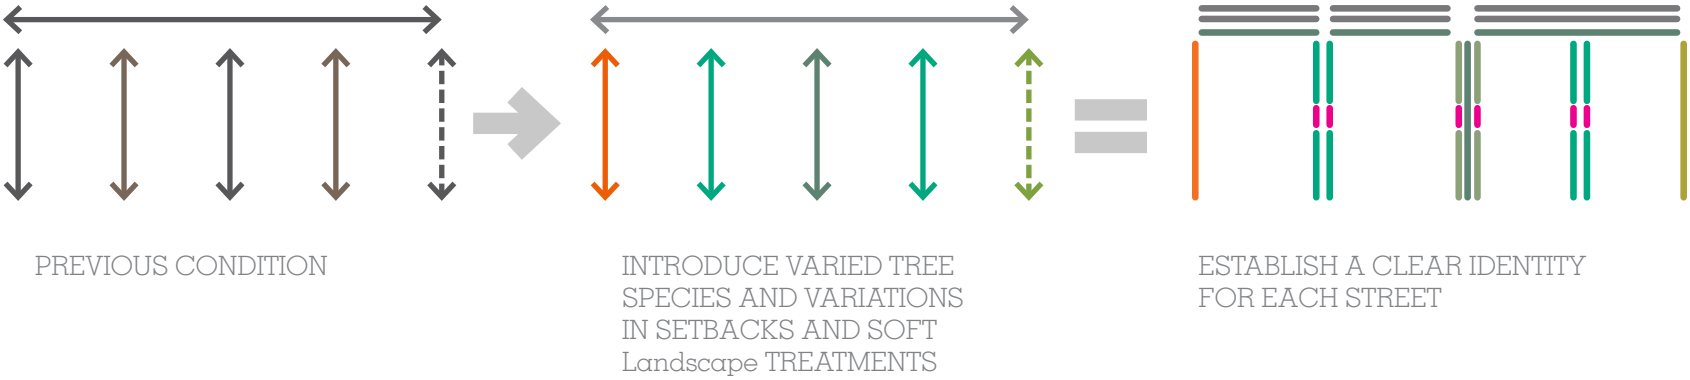 PREVIOUS CONDITION
INTRODUCE VARIED TREE
SPECIES AND VARIATIONS
IN SETBACKS AND SOFT
Landscape TREATMENTS
ESTABLISH A CLEAR IDENTITY
FOR EACH STREET